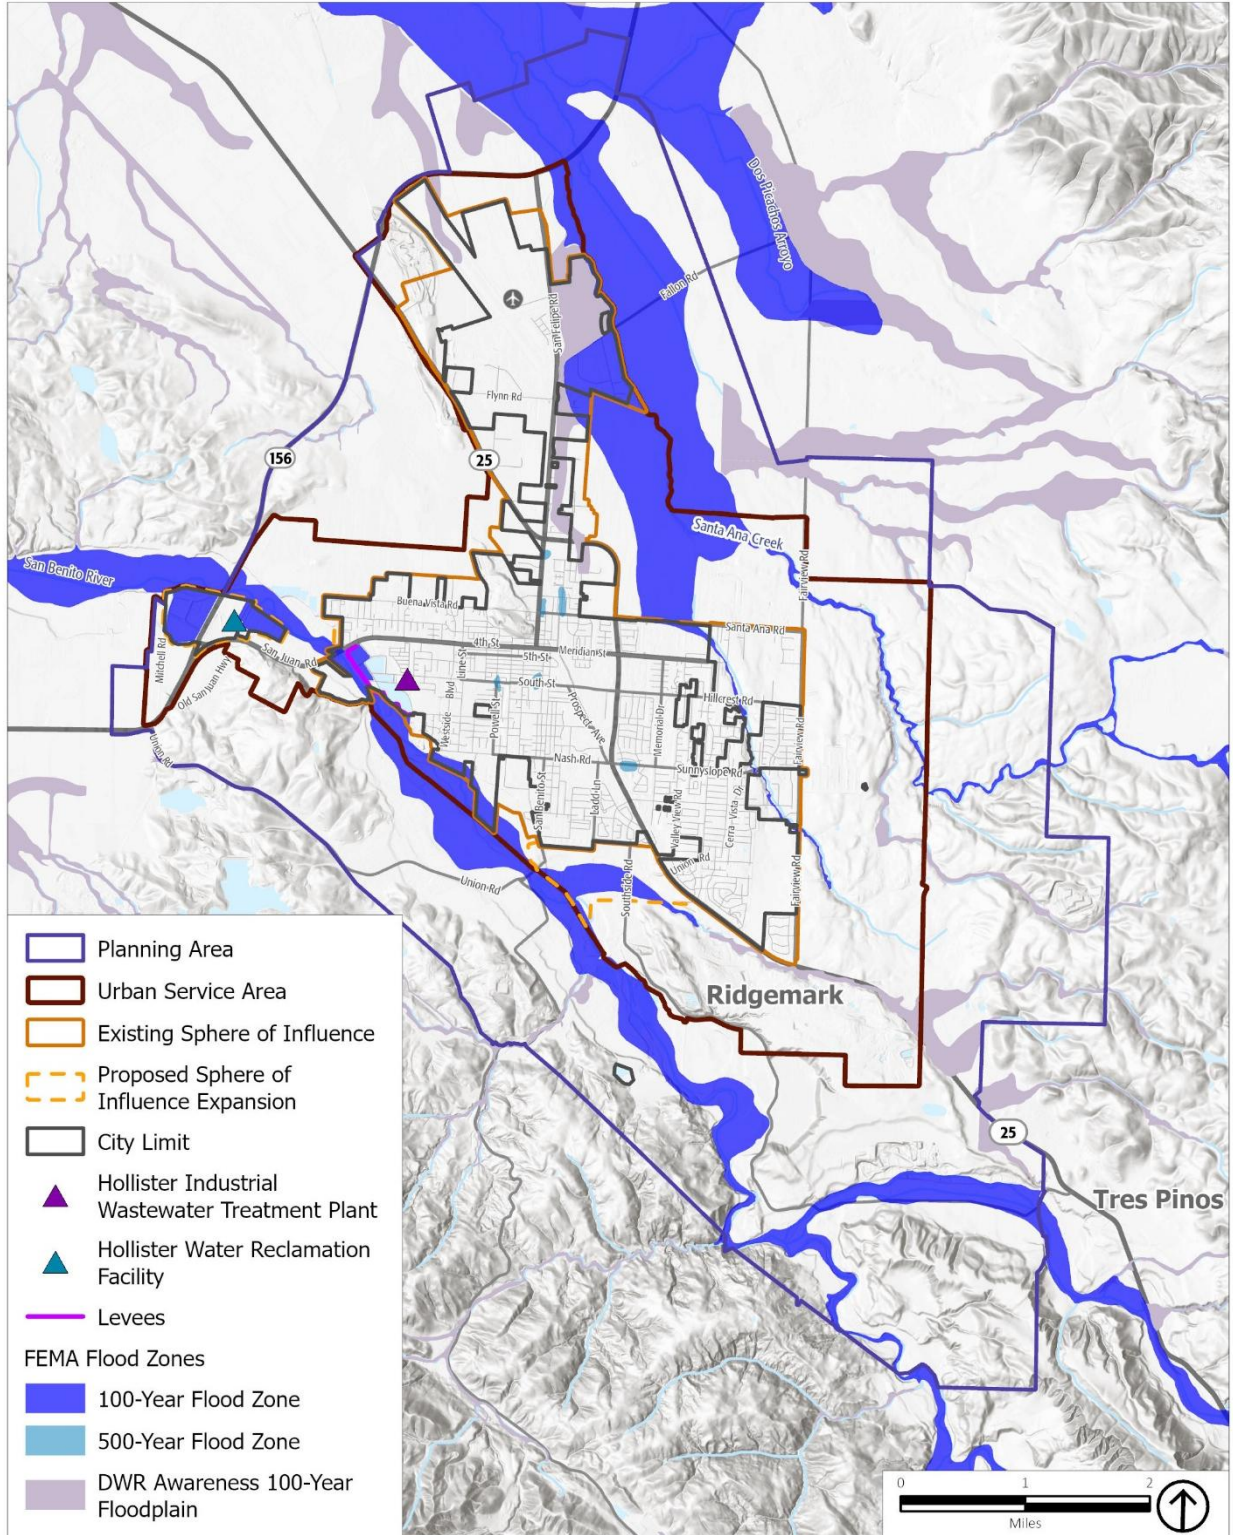 Dos Picachos Arroyo
Fallon Rd
San Felipe Rd
Flynn Rd
156
25
Santa Ana Creek
Fairview Rd
San Benito River
Buena Vista Rd
Santa Ana Rd
Mitchell Rd
San Juan Rd
Old San Juan Hwy
4th St
Meridian St
5th St
Line St
South St
Westside Blvd
Powell St
Prospect Ave
Memorial Dr
Hillcrest Rd
Fairview Rd
Union Rd
Nash Rd
Sunnyslope Rd
San Benito St
Ladd Ln
Valley View Rd
Cerra Vista Dr
Union Rd
Union Rd
Southside Rd
Fairview Rd
Ridgemark
25
Tres Pinos
Planning Area
Urban Service Area
Existing Sphere of Influence
Proposed Sphere of
Influence Expansion
City Limit
Hollister Industrial
Wastewater Treatment Plant
Hollister Water Reclamation
Facility
Levees
FEMA Flood Zones
100-Year Flood Zone
500-Year Flood Zone
DWR Awareness 100-Year
Floodplain
0 1 2
Miles